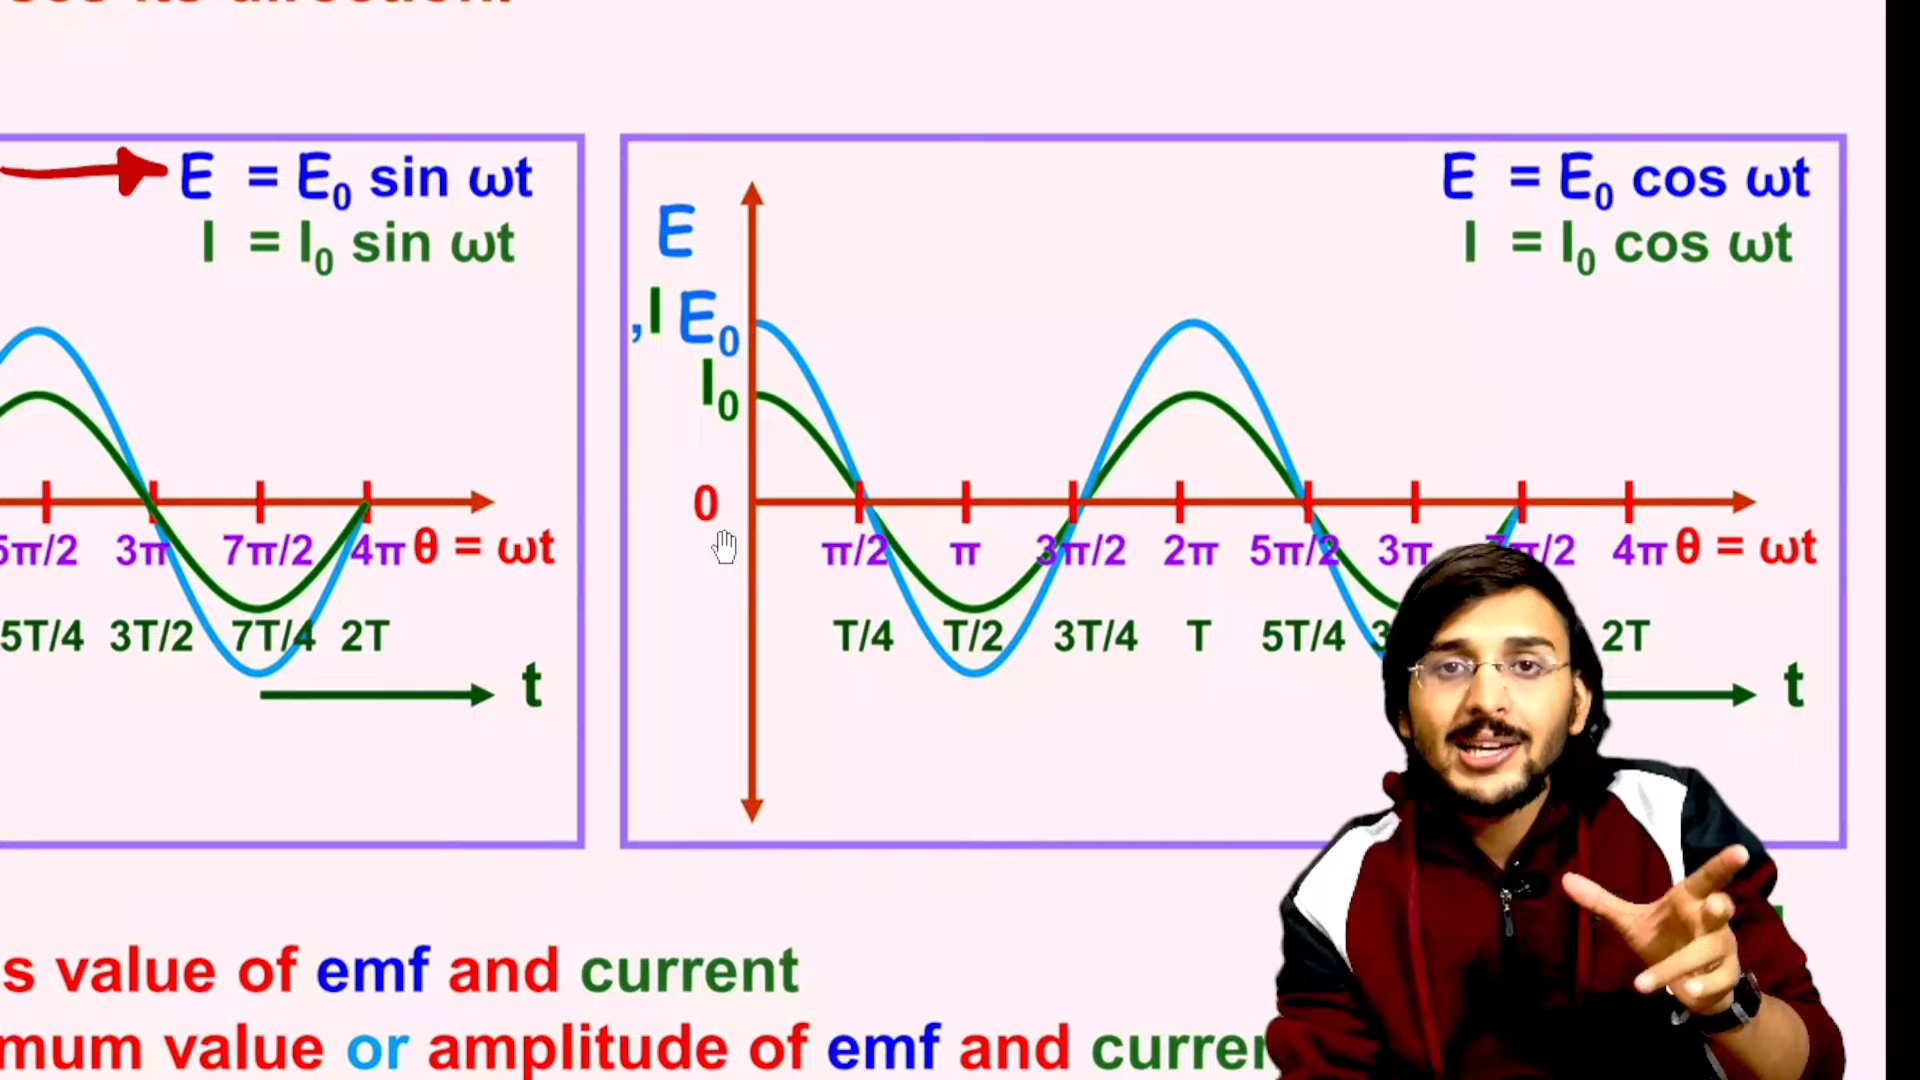 E = E₀ sin ωt
I = I₀ sin ωt
5π/2 3π 7π/2 4π θ = ωt
5T/4 3T/2 7T/4 2T
t
E = E₀ cos ωt
I = I₀ cos ωt
E
,I E₀
I₀
0
π/2 π 3π/2 2π 5π/2 3π 4π θ = ωt
T/4 T/2 3T/4 T 5T/4 2T
t
value of emf and current
value or amplitude of emf and